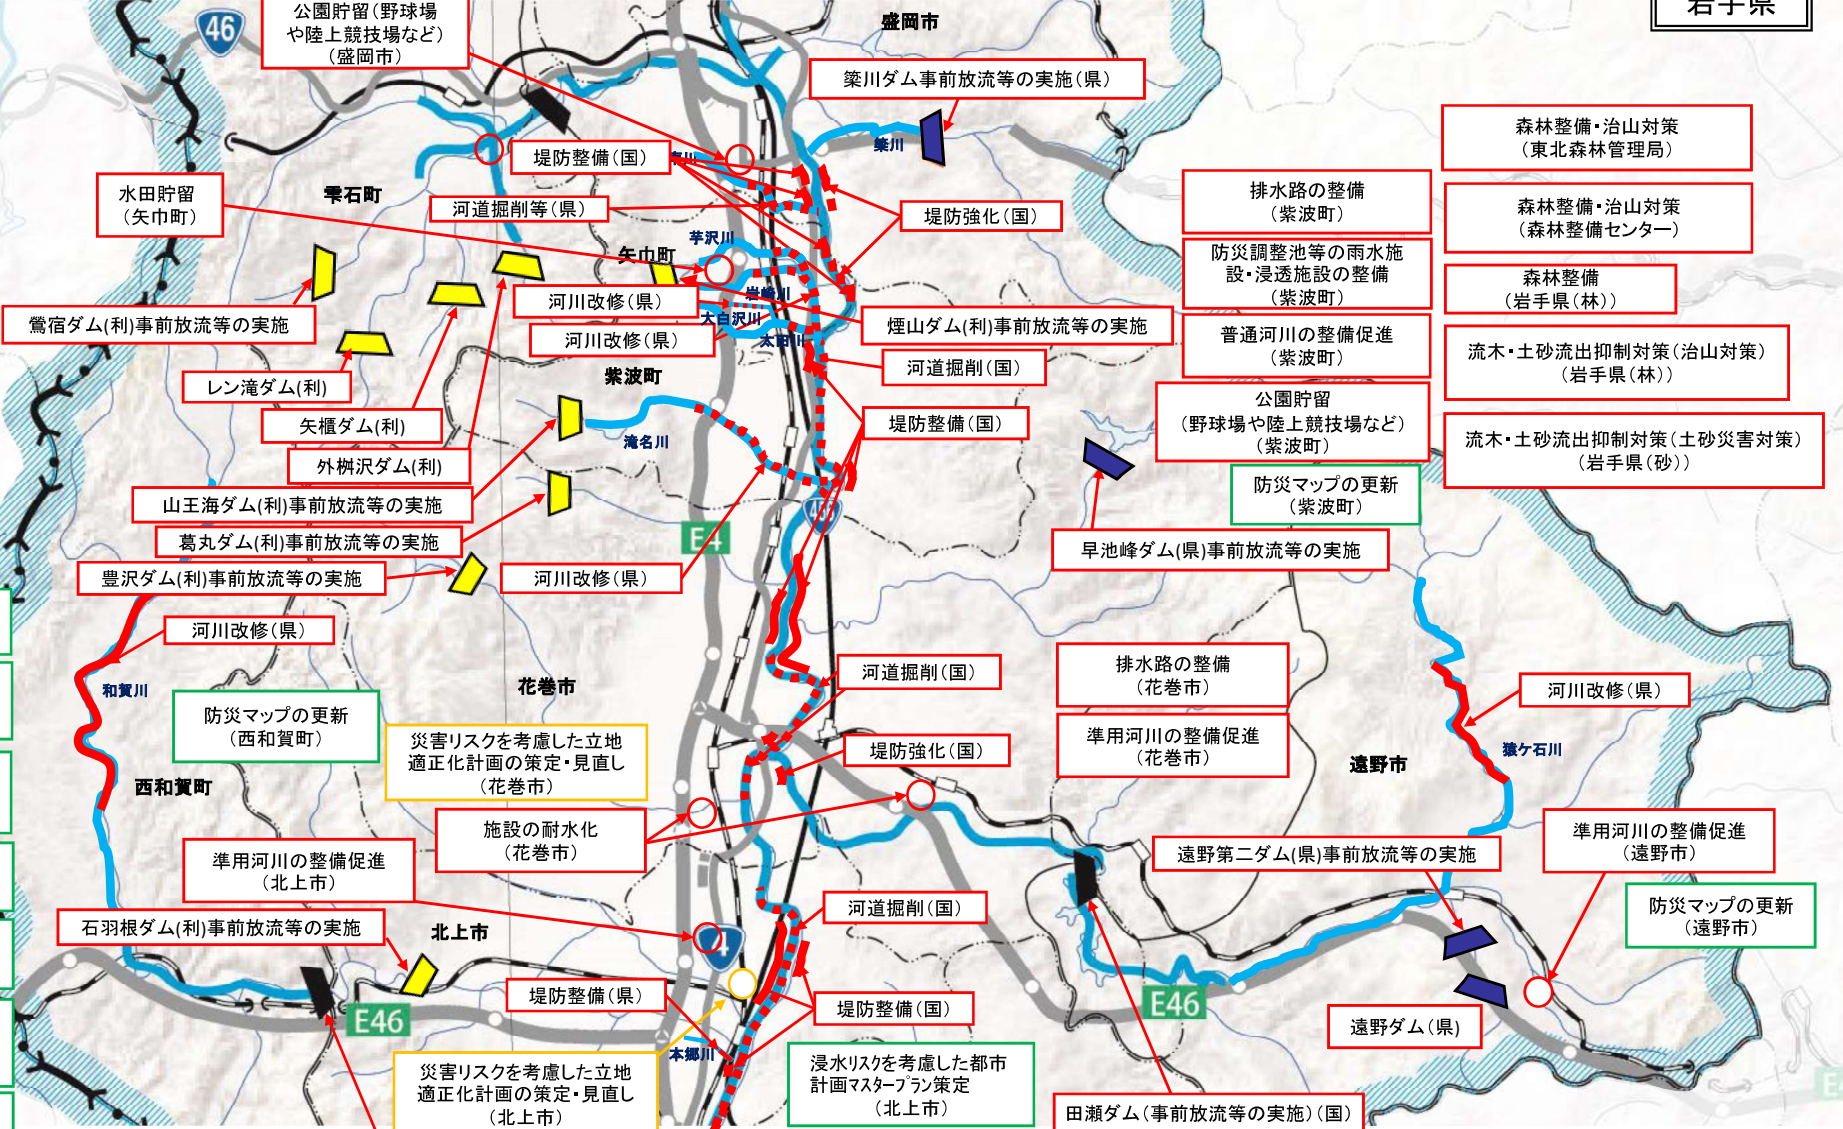 岩手県
46
公園貯留(野球場
や陸上競技場など)
(盛岡市)
盛岡市
簗川ダム事前放流等の実施(県)
簗川
堤防整備(国)
水田貯留
(矢巾町)
雫石町
河道掘削等(県)
堤防強化(国)
芋沢川
矢巾町
岩崎川
河川改修(県)
大白沢川
河川改修(県)
太田川
煙山ダム(利)事前放流等の実施
河道掘削(国)
鶯宿ダム(利)事前放流等の実施
レン滝ダム(利)
矢櫃ダム(利)
外桝沢ダム(利)
紫波町
堤防整備(国)
滝名川
山王海ダム(利)事前放流等の実施
葛丸ダム(利)事前放流等の実施
豊沢ダム(利)事前放流等の実施
河川改修(県)
E4
森林整備・治山対策
(東北森林管理局)
排水路の整備
(紫波町)
森林整備・治山対策
(森林整備センター)
防災調整池等の雨水施
設・浸透施設の整備
(紫波町)
森林整備
(岩手県(林))
普通河川の整備促進
(紫波町)
流木・土砂流出抑制対策(治山対策)
(岩手県(林))
公園貯留
(野球場や陸上競技場など)
(紫波町)
流木・土砂流出抑制対策(土砂災害対策)
(岩手県(砂))
防災マップの更新
(紫波町)
早池峰ダム(県)事前放流等の実施
河川改修(県)
和賀川
花巻市
防災マップの更新
(西和賀町)
西和賀町
災害リスクを考慮した立地
適正化計画の策定・見直し
(花巻市)
河道掘削(国)
堤防強化(国)
排水路の整備
(花巻市)
準用河川の整備促進
(花巻市)
河川改修(県)
猿ケ石川
遠野市
施設の耐水化
(花巻市)
準用河川の整備促進
(北上市)
遠野第二ダム(県)事前放流等の実施
準用河川の整備促進
(遠野市)
防災マップの更新
(遠野市)
石羽根ダム(利)事前放流等の実施
北上市
4
河道掘削(国)
堤防整備(県)
堤防整備(国)
E46
E46
遠野ダム(県)
本郷川
災害リスクを考慮した立地
適正化計画の策定・見直し
(北上市)
浸水リスクを考慮した都市
計画マスタープラン策定
(北上市)
田瀬ダム(事前放流等の実施)(国)